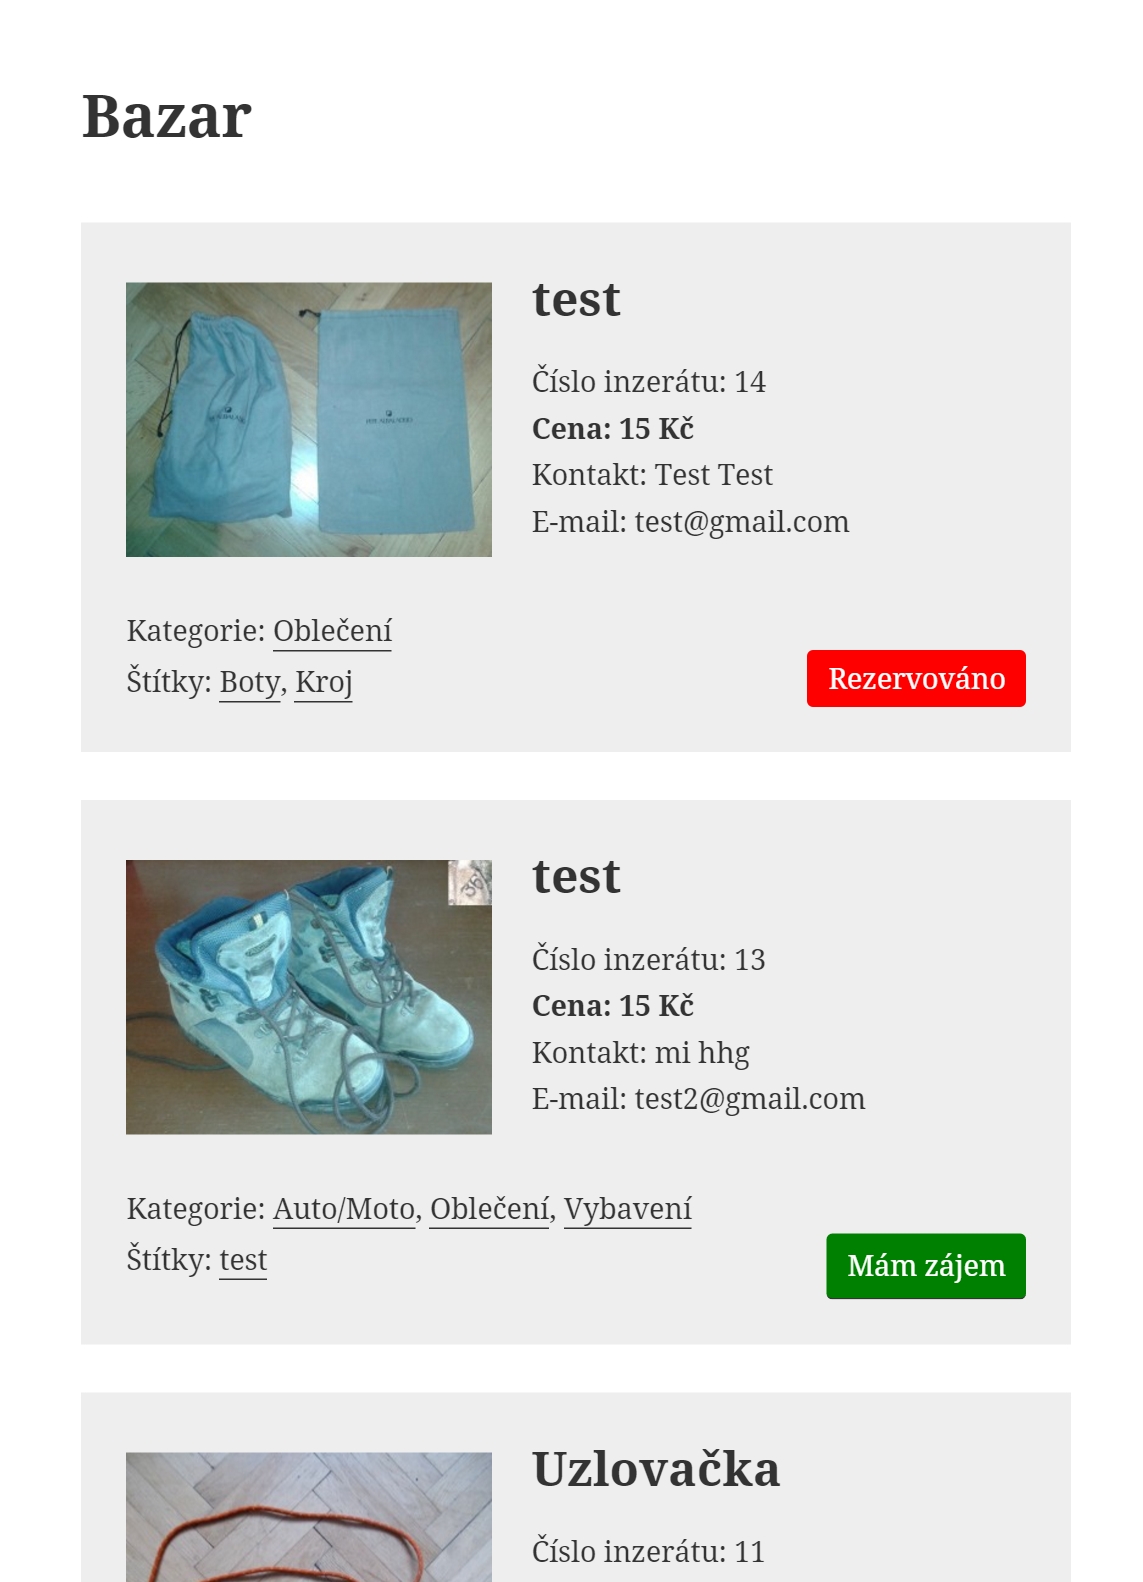 Bazar
test
Číslo inzerátu: 14
Cena: 15 Kč
Kontakt: Test Test
E-mail: test@gmail.com
Kategorie: Oblečení
Štítky: Boty, Kroj
Rezervováno
test
36
Číslo inzerátu: 13
Cena: 15 Kč
Kontakt: mi hhg
E-mail: test2@gmail.com
Kategorie: Auto/Moto, Oblečení, Vybavení
Štítky: test
Mám zájem
Uzlovačka
Číslo inzerátu: 11